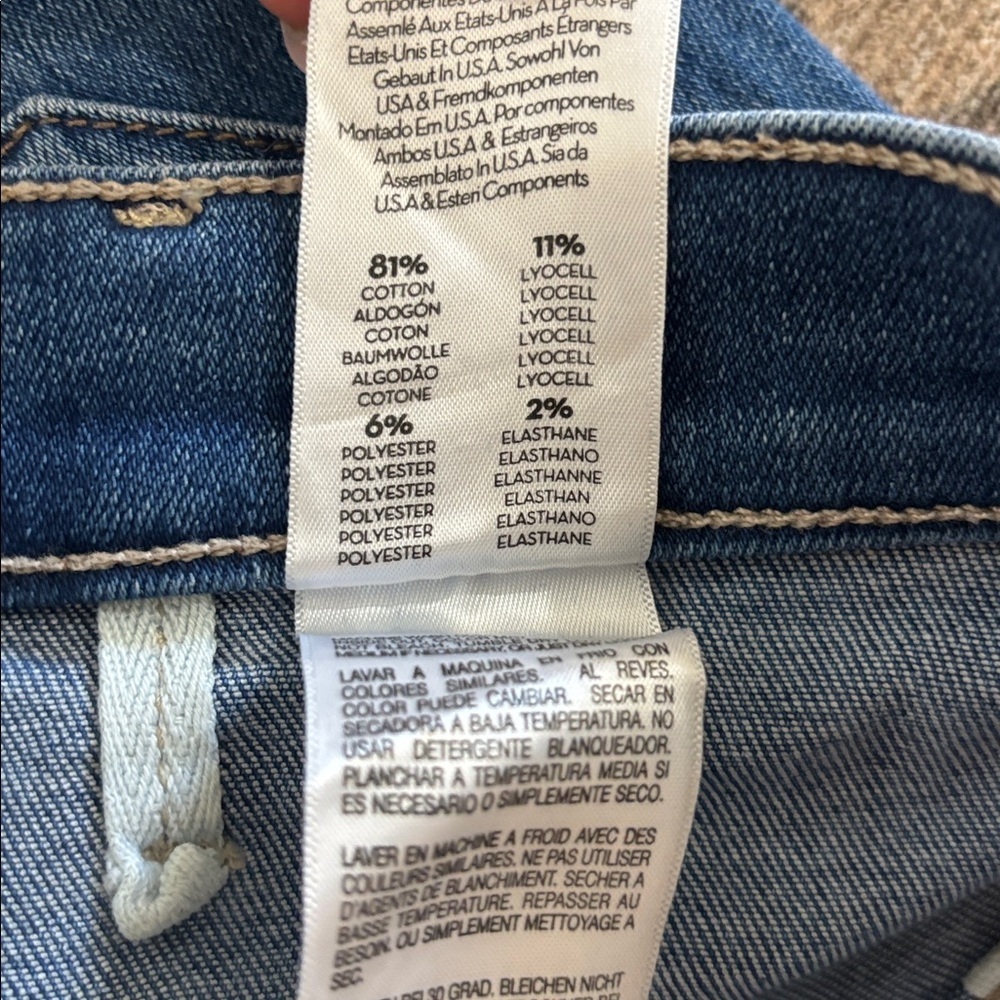 Assemlé Aux Etats-Unis A La Fois Par
Etats-Unis Et Composants Etrangers
Gebaut In U.S.A. Sowohl Von
USA & Fremdkomponenten
Montado Em U.S.A. Por componentes
Ambos U.S.A & Estrangeiros
Assemblato In U.S.A. Sia da
U.S.A & Esteri Components
81%
COTTON
ALDOGÓN
COTON
BAUMWOLLE
ALGODÃO
COTONE
11%
LYOCELL
LYOCELL
LYOCELL
LYOCELL
LYOCELL
LYOCELL
6%
POLYESTER
POLYESTER
POLYESTER
POLYESTER
POLYESTER
POLYESTER
2%
ELASTHANE
ELASTHANO
ELASTHANNE
ELASTHAN
ELASTHANO
ELASTHANE
LAVAR A MAQUINA EN FRIO CON
COLORES SIMILARES. AL REVES.
COLOR PUEDE CAMBIAR. SECAR EN
SECADORA A BAJA TEMPERATURA. NO
USAR DETERGENTE BLANQUEADOR.
PLANCHAR A TEMPERATURA MEDIA SI
ES NECESARIO O SIMPLEMENTE SECO.
LAVER EN MACHINE A FROID AVEC DES
COULEURS SIMILAIRES. NE PAS UTILISER
D'AGENTS DE BLANCHIMENT. SECHER A
BASSE TEMPERATURE. REPASSER AU
BESOIN. OU SIMPLEMENT METTOYAGE A
SEC.
GRAD. BLEICHEN NICHT